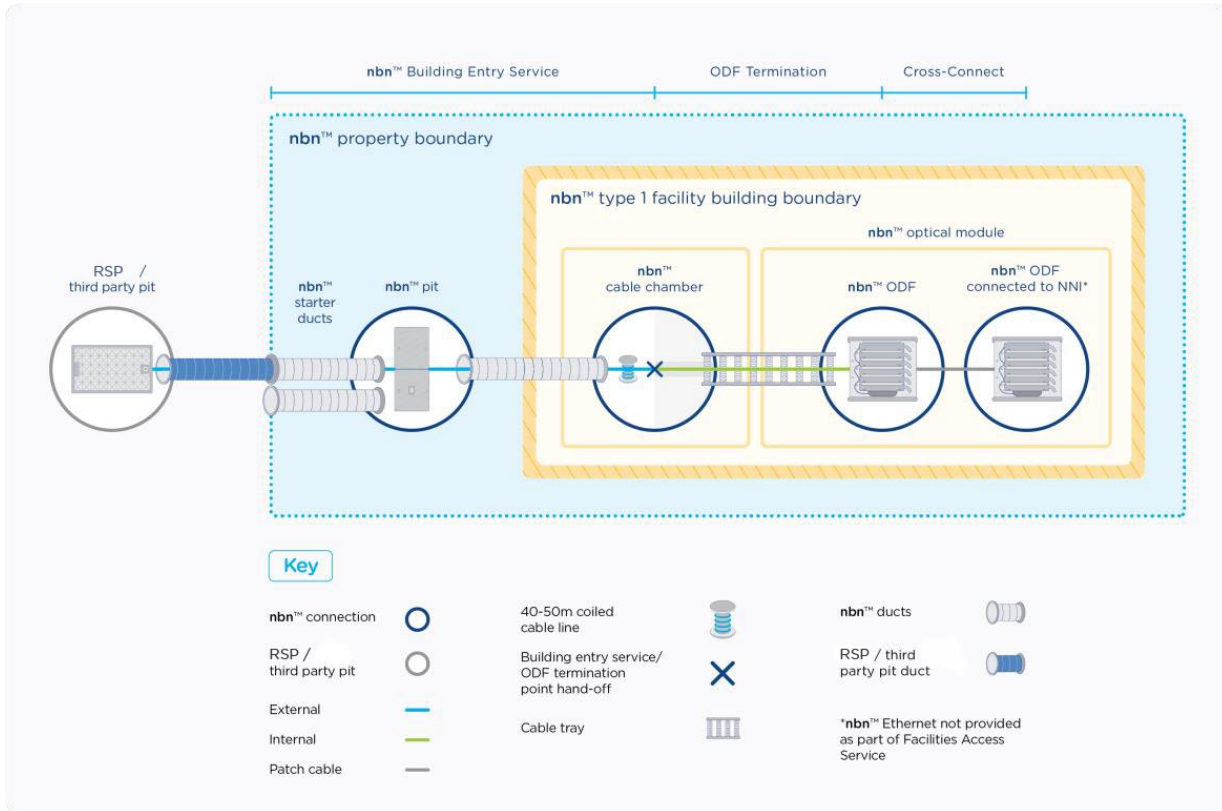 nbn™ Building Entry Service
ODF Termination
Cross-Connect
nbn™ property boundary
nbn™ type 1 facility building boundary
nbn™ optical module
RSP /
third party pit
nbn™
starter
ducts
nbn™ pit
nbn™
cable chamber
nbn™ ODF
nbn™ ODF
connected to NNI*
Key
nbn™ connection
RSP /
third party pit
External
Internal
Patch cable
40-50m coiled
cable line
Building entry service/
ODF termination
point hand-off
Cable tray
nbn™ ducts
RSP / third
party pit duct
*nbn™ Ethernet not provided
as part of Facilities Access
Service